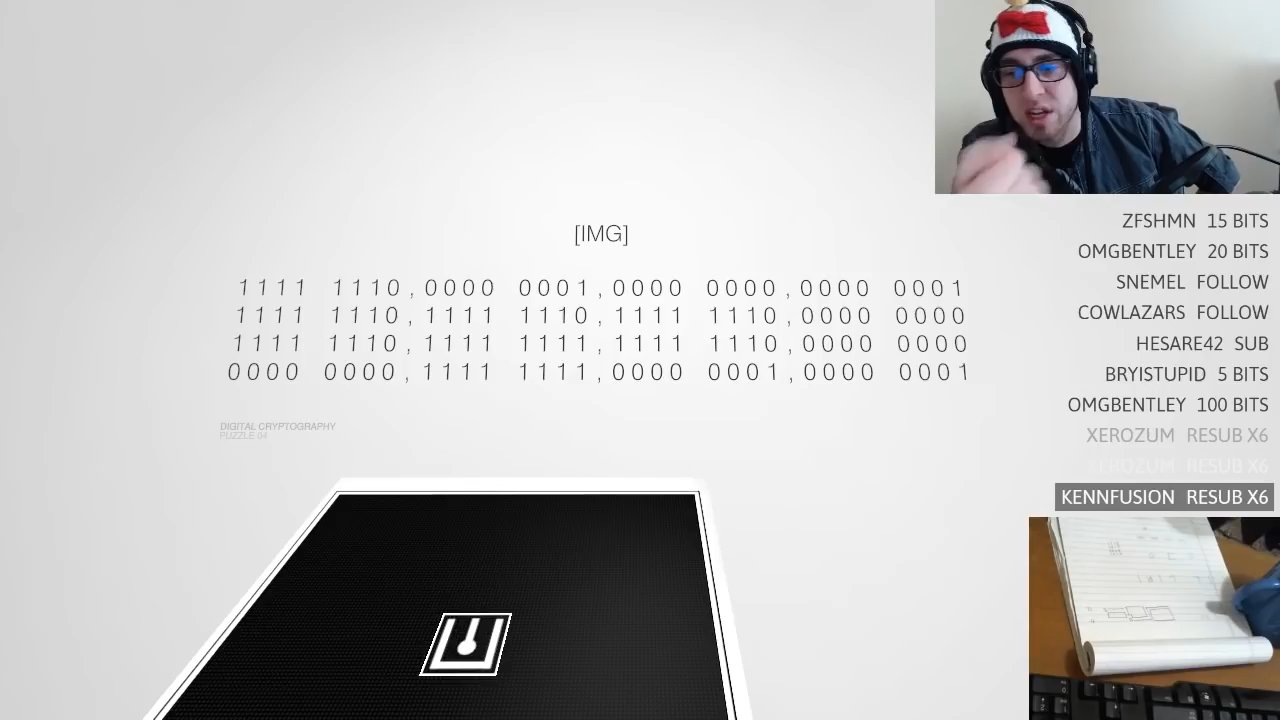 [IMG]
1111 1110,0000 0001,0000 0000,0000 0001
1111 1110,1111 1110,1111 1110,0000 0000
1111 1110,1111 1111,1111 1110,0000 0000
0000 0000,1111 1111,0000 0001,0000 0001
DIGITAL CRYPTOGRAPHY
PUZZLE 04
ZFSHMN 15 BITS
OMGBENTLEY 20 BITS
SNEMEL FOLLOW
COWLAZARS FOLLOW
HESARE42 SUB
BRYISTUPID 5 BITS
OMGBENTLEY 100 BITS
XEROZUM RESUB X6
XEROZUM RESUB X6
KENNFUSION RESUB X6